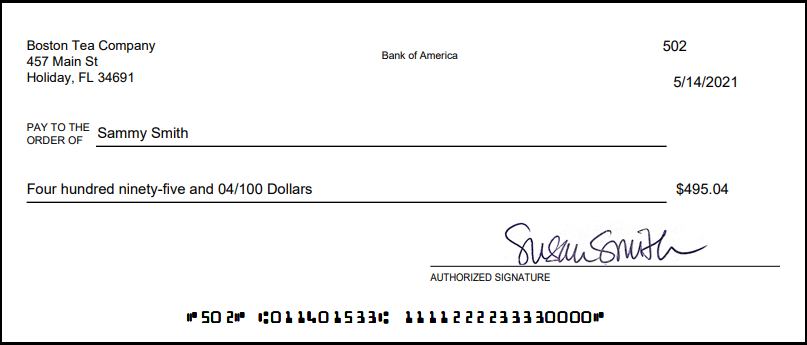 Boston Tea Company
457 Main St
Holiday, FL 34691
Bank of America
502
5/14/2021
PAY TO THE
ORDER OF Sammy Smith
Four hundred ninety-five and 04/100 Dollars $495.04
Susan Smith
AUTHORIZED SIGNATURE
⑈502⑈ ⑆011401533⑆ 1111222233330000⑈